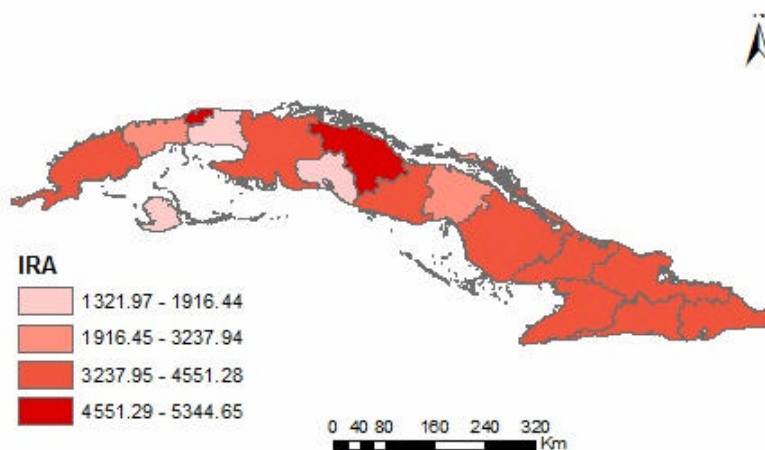 N
IRA
1321.97 - 1916.44
1916.45 - 3237.94
3237.95 - 4551.28
4551.29 - 5344.65
0 40 80 160 240 320
Km